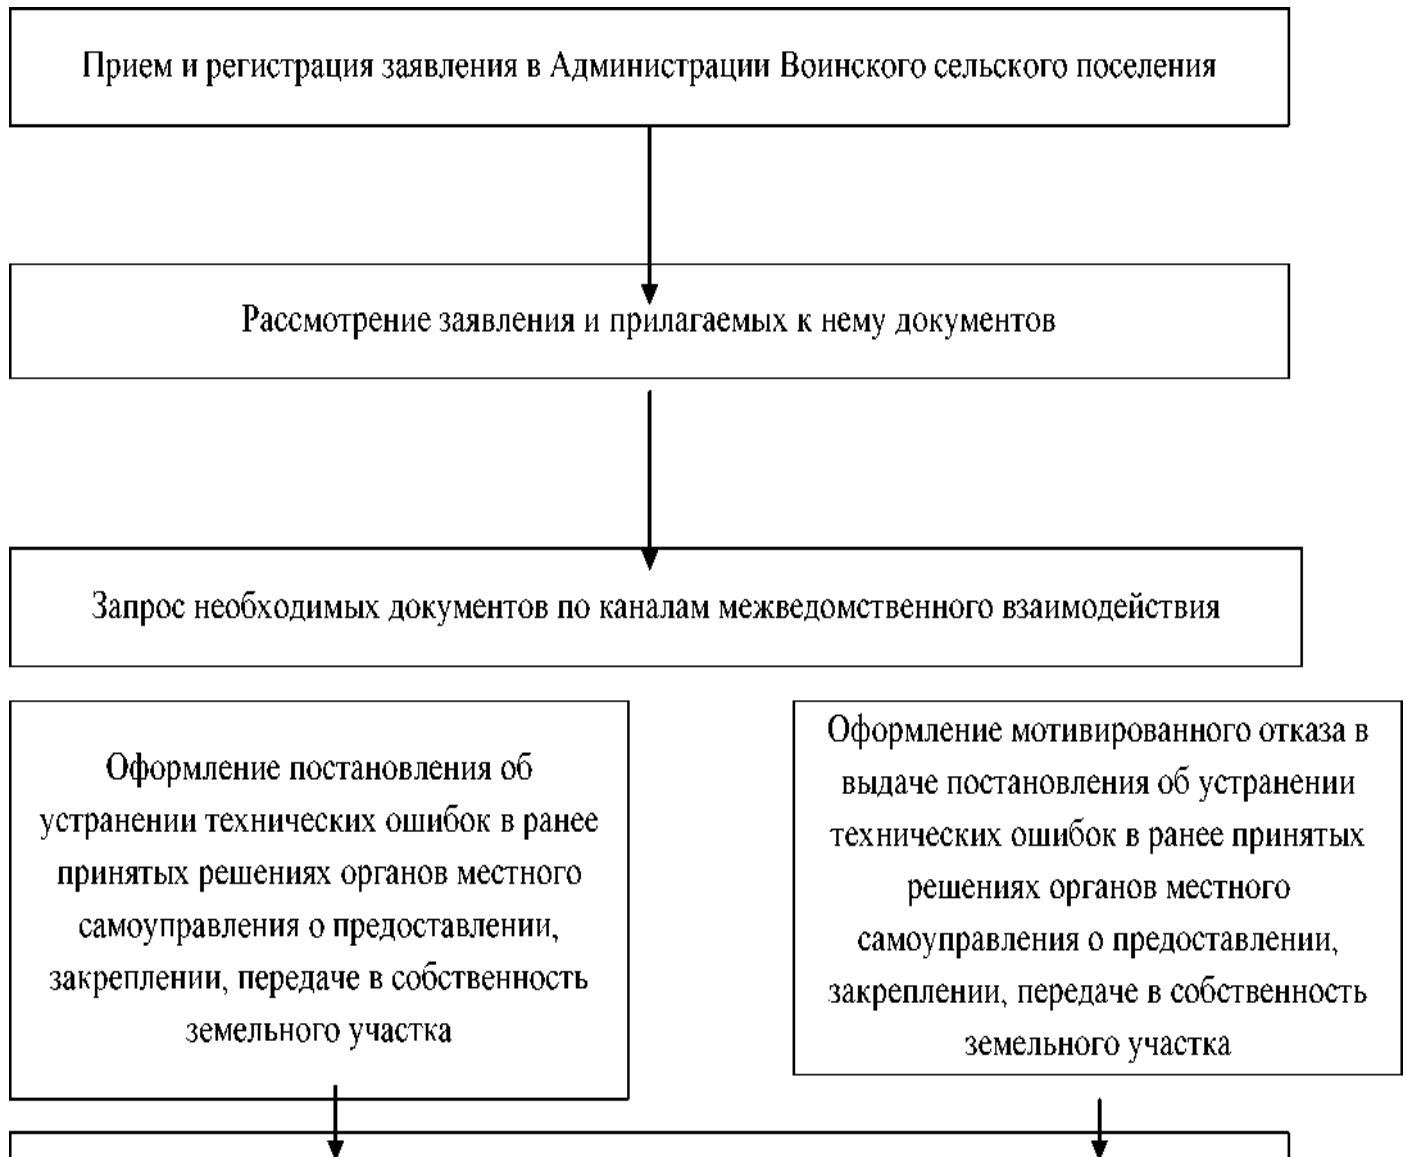 Прием и регистрация заявления в Администрации Воинского сельского поселения
Рассмотрение заявления и прилагаемых к нему документов
Запрос необходимых документов по каналам межведомственного взаимодействия
Оформление постановления об
устранении технических ошибок в ранее
принятых решениях органов местного
самоуправления о предоставлении,
закреплении, передаче в собственность
земельного участка
Оформление мотивированного отказа в
выдаче постановления об устранении
технических ошибок в ранее принятых
решениях органов местного
самоуправления о предоставлении,
закреплении, передаче в собственность
земельного участка